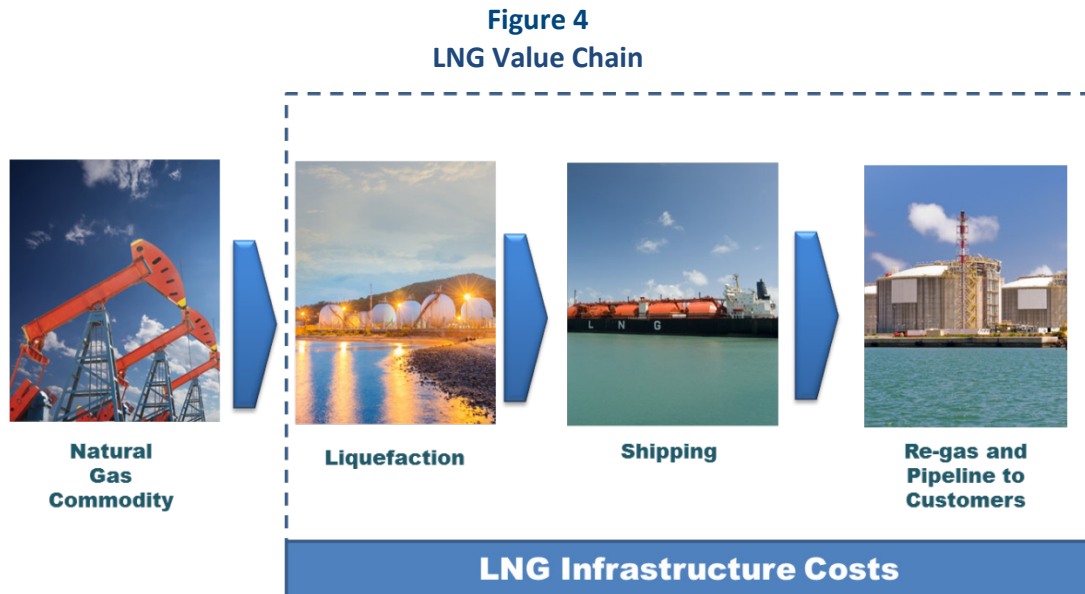 Figure 4
LNG Value Chain
L N G
Natural
Gas
Commodity
Liquefaction
Shipping
Re-gas and
Pipeline to
Customers
LNG Infrastructure Costs